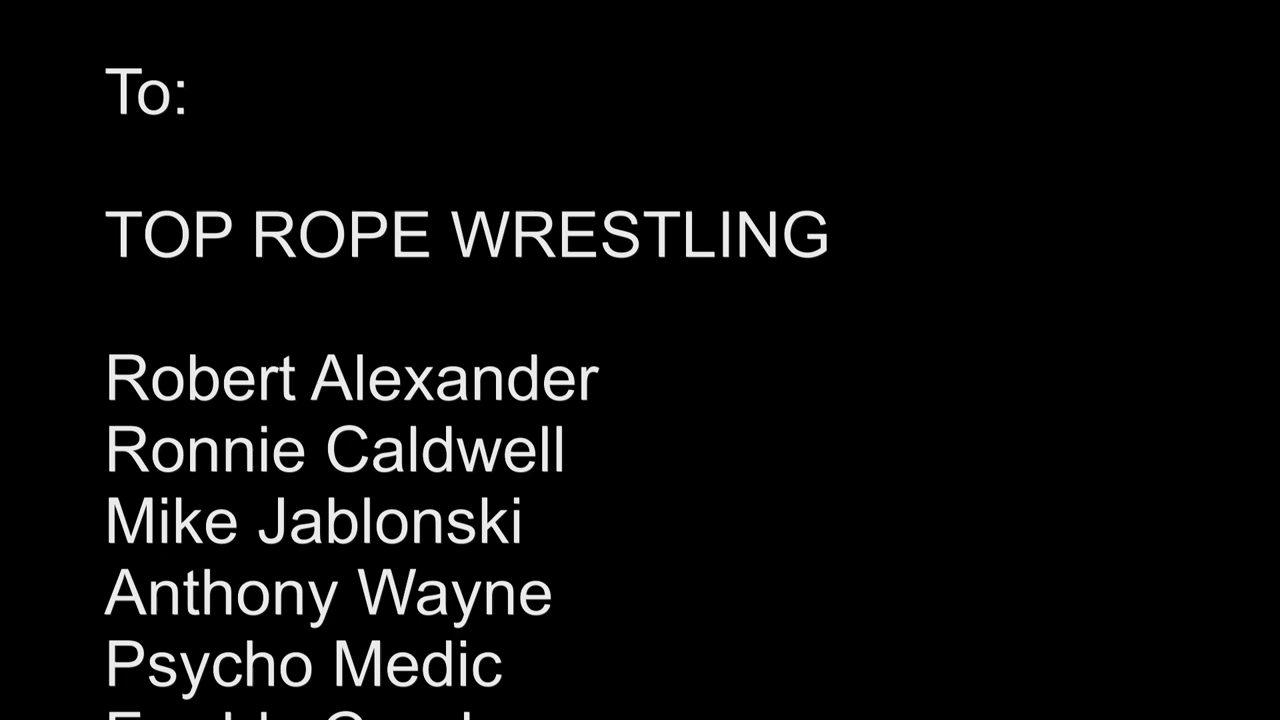 To:
TOP ROPE WRESTLING
Robert Alexander
Ronnie Caldwell
Mike Jablonski
Anthony Wayne
Psycho Medic